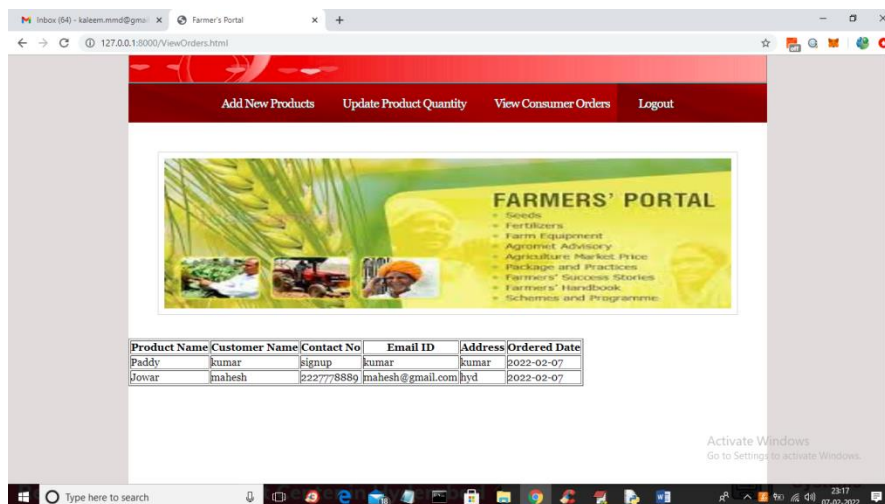 Inbox (64) - kaleem.mmd@gmai
Farmer's Portal
127.0.0.1:8000/ViewOrders.html
Add New Products Update Product Quantity View Consumer Orders Logout
FARMERS' PORTAL
Seeds
Fertilizers
Farm Equipment
Agromet Advisory
Agriculture Market Price
Package and Practices
Farmers' Success Stories
Farmers' Handbook
Schemes and Programme
Product Name Customer Name Contact No Email ID Address Ordered Date
Paddy kumar signup kumar kumar 2022-02-07
Jowar mahesh 2227778889 mahesh@gmail.com hyd 2022-02-07
Activate Windows
Go to Settings to activate Windows.
Type here to search
23:17
07-02-2022